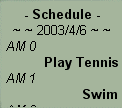 - Schedule -
~ ~ 2003/4/6 ~ ~
AM 0
Play Tennis
AM 1
Swim